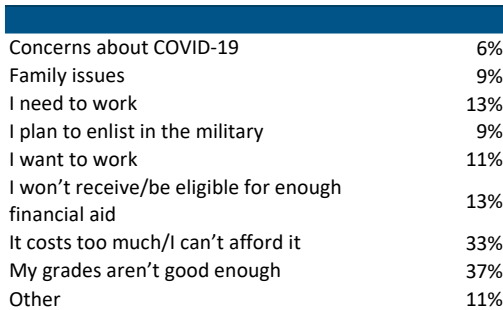 Concerns about COVID-19 6%
Family issues 9%
I need to work 13%
I plan to enlist in the military 9%
I want to work 11%
I won’t receive/be eligible for enough
financial aid 13%
It costs too much/I can’t afford it 33%
My grades aren’t good enough 37%
Other 11%